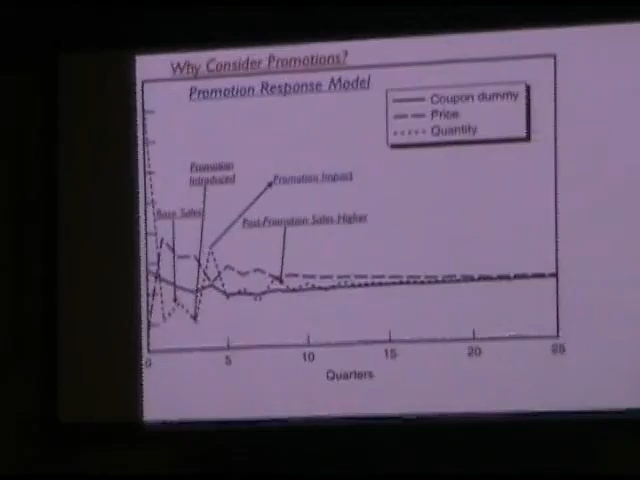 Why Consider Promotions?
Promotion Response Model
Coupon dummy
Price
Quantity
Promotion
Introduced
Promotion Impact
Base Sales
Post-Promotion Sales Higher
0
5
10
15
20
25
Quarters